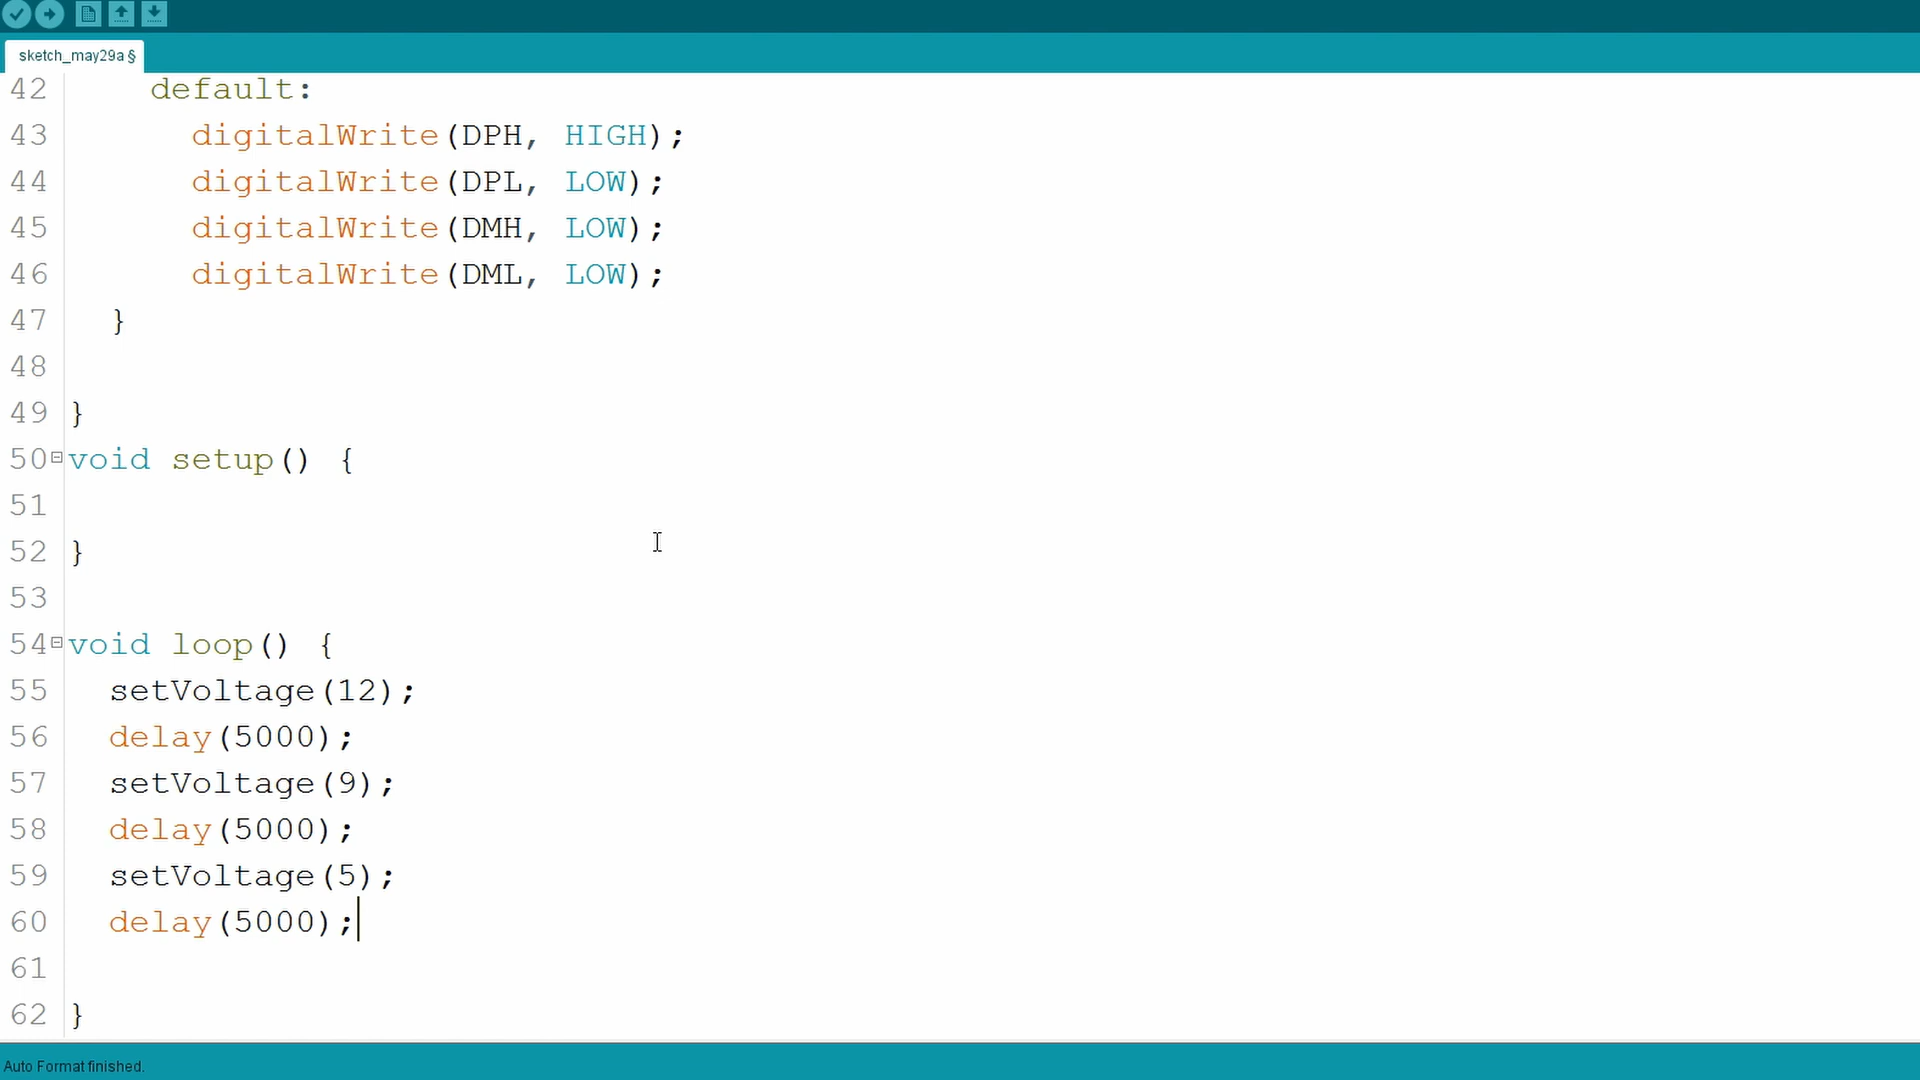 sketch_may29a §
42 default:
43 digitalWrite(DPH, HIGH);
44 digitalWrite(DPL, LOW);
45 digitalWrite(DMH, LOW);
46 digitalWrite(DML, LOW);
47 }
48
49 }
50 void setup() {
51
52 }
53
54 void loop() {
55 setVoltage(12);
56 delay(5000);
57 setVoltage(9);
58 delay(5000);
59 setVoltage(5);
60 delay(5000);
61
62 }
Auto Format finished.